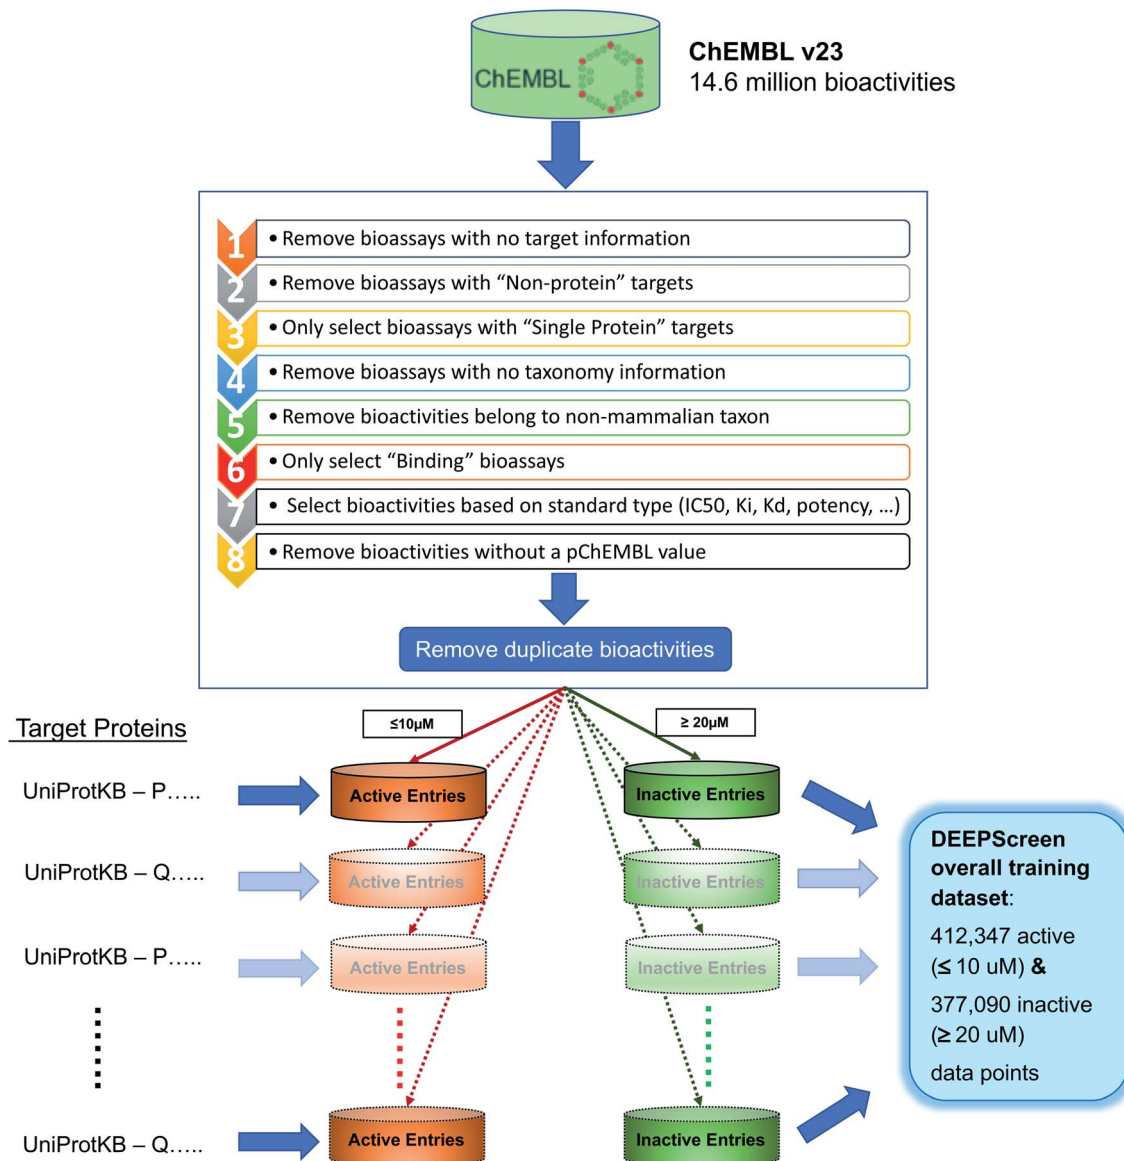 ChEMBL
ChEMBL v23
14.6 million bioactivities
1 • Remove bioassays with no target information
2 • Remove bioassays with “Non-protein” targets
3 • Only select bioassays with “Single Protein” targets
4 • Remove bioassays with no taxonomy information
5 • Remove bioactivities belong to non-mammalian taxon
6 • Only select “Binding” bioassays
7 • Select bioactivities based on standard type (IC50, Ki, Kd, potency, …)
8 • Remove bioactivities without a pChEMBL value
Remove duplicate bioactivities
≤10µM
≥ 20µM
Target Proteins
UniProtKB – P.....
Active Entries
Inactive Entries
UniProtKB – Q.....
Active Entries
Inactive Entries
UniProtKB – P.....
Active Entries
Inactive Entries
UniProtKB – Q.....
Active Entries
Inactive Entries
DEEPScreen
overall training
dataset:
412,347 active
(≤ 10 uM) &
377,090 inactive
(≥ 20 uM)
data points